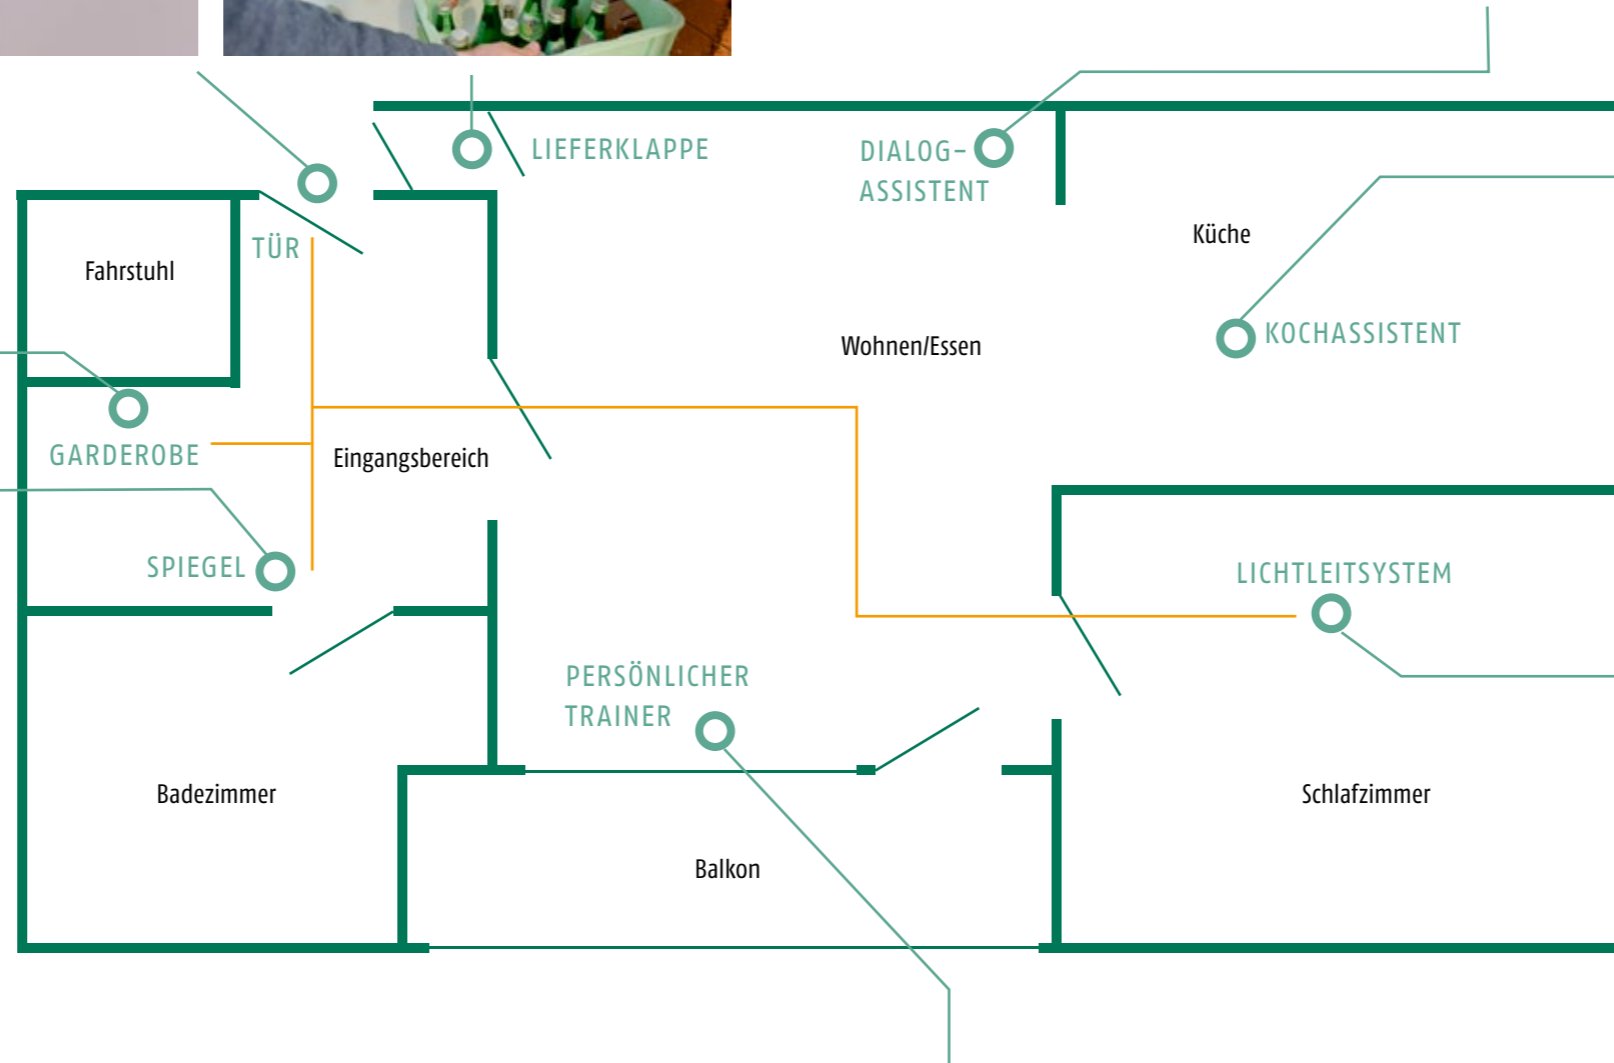 LIEFERKLAPPE
DIALOG-
ASSISTENT
TÜR
Küche
Fahrstuhl
KOCHASSISTENT
Wohnen/Essen
GARDEROBE
Eingangsbereich
SPIEGEL
LICHTLEITSYSTEM
PERSÖNLICHER
TRAINER
Badezimmer
Schlafzimmer
Balkon